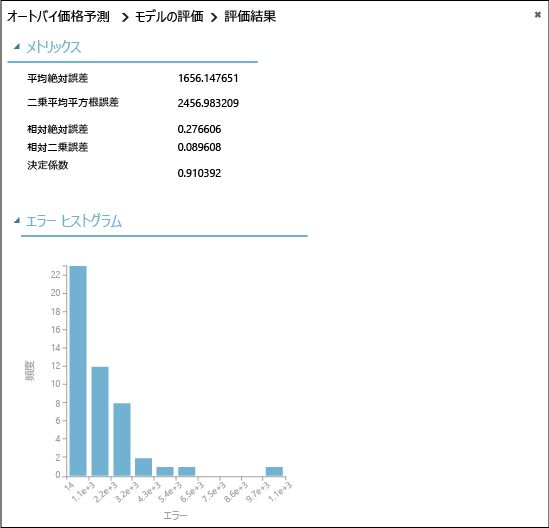 オートバイ価格予測 > モデルの評価 > 評価結果
メトリックス
平均絶対誤差 1656.147651
二乗平均平方根誤差 2456.983209
相対絶対誤差 0.276606
相対二乗誤差 0.089608
決定係数 0.910392
エラー ヒストグラム
22
20
18
16
14
12
10
8
6
4
2
0
頻度
14 1.1e+3 2.2e+3 3.2e+3 4.3e+3 5.4e+3 6.5e+3 7.5e+3 8.6e+3 9.7e+3 1.1e+3
エラー